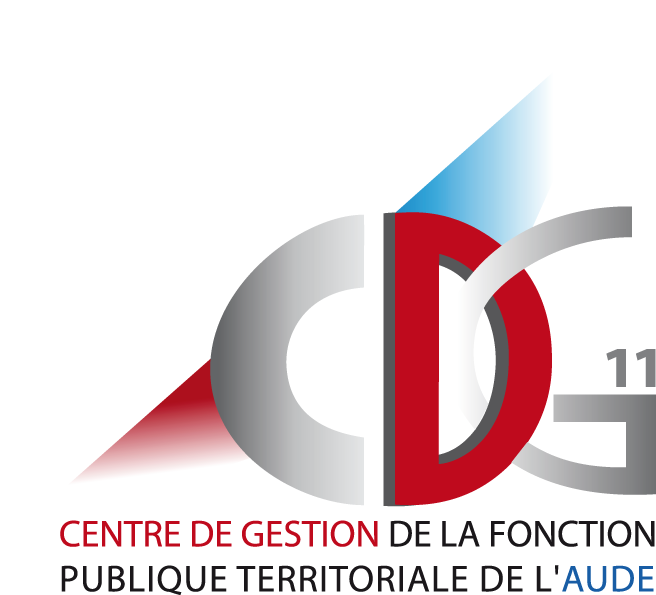 CDG
11
CENTRE DE GESTION DE LA FONCTION
PUBLIQUE TERRITORIALE DE L'AUDE